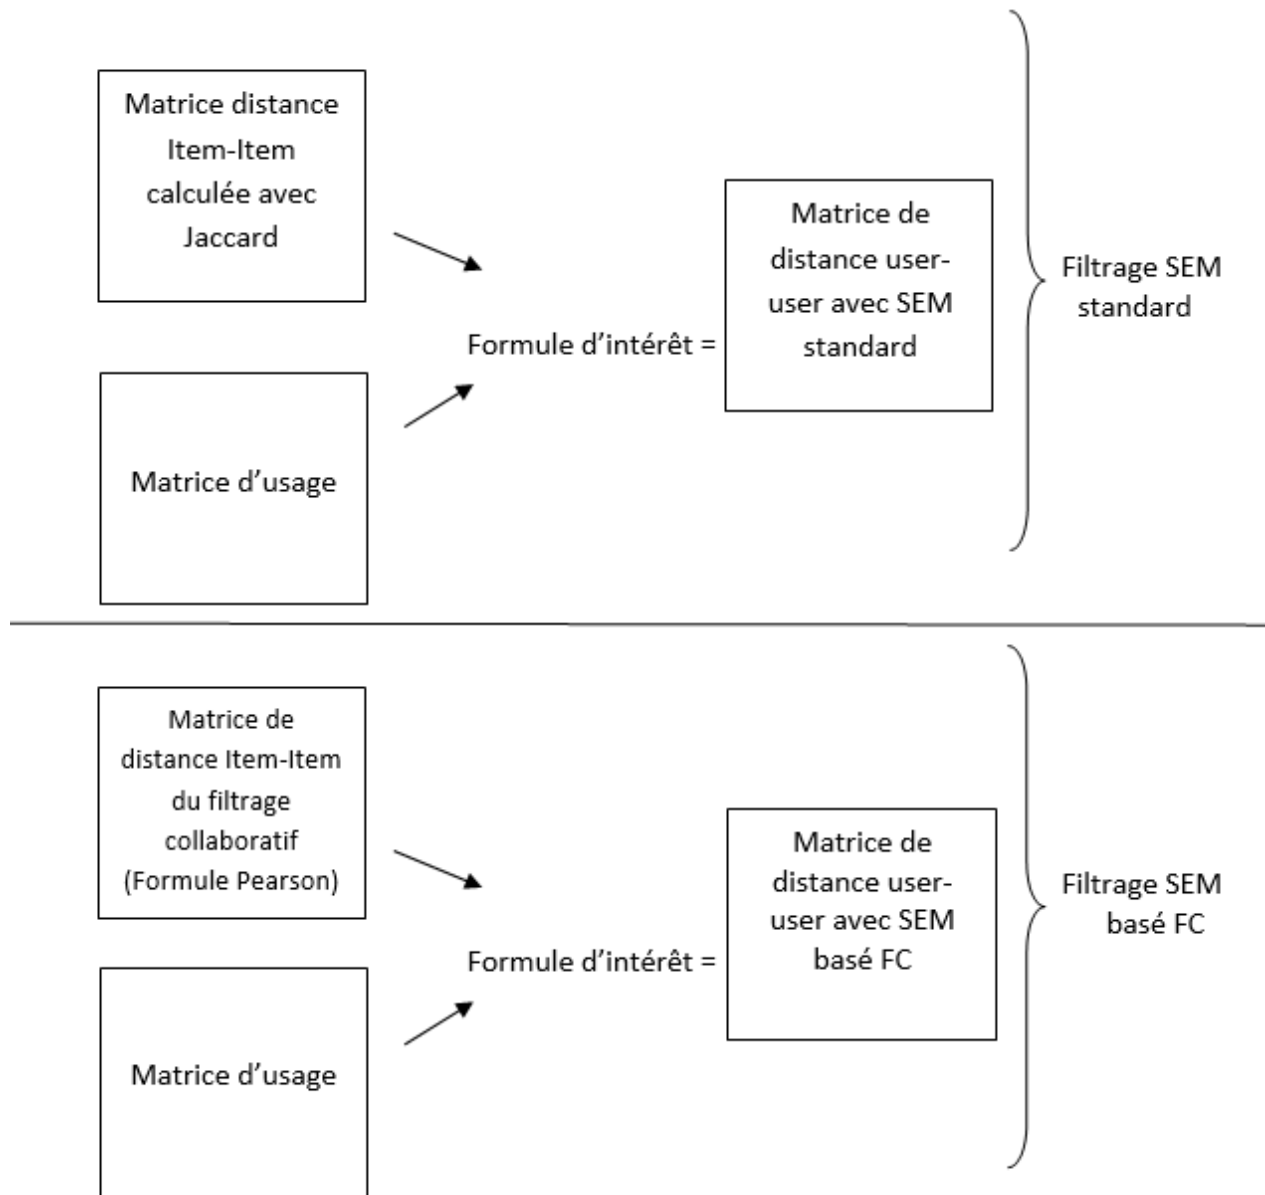 Matrice distance
Item-Item
calculée avec
Jaccard
Matrice d’usage
Formule d’intérêt =
Matrice de
distance user-
user avec SEM
standard
Filtrage SEM
standard
Matrice de
distance Item-Item
du filtrage
collaboratif
(Formule Pearson)
Matrice d’usage
Formule d’intérêt =
Matrice de
distance user-
user avec SEM
basé FC
Filtrage SEM
basé FC